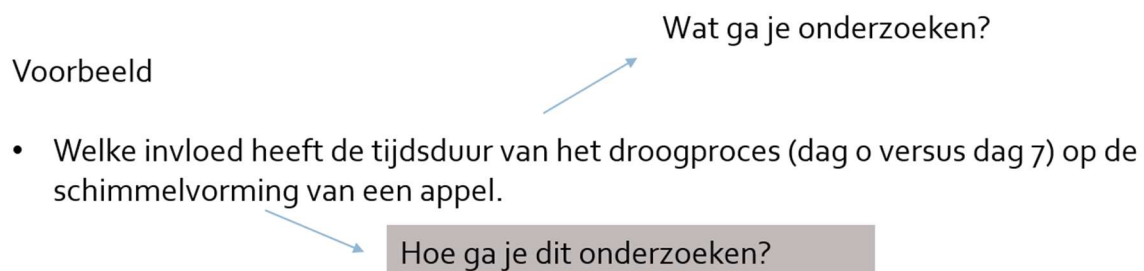 Wat ga je onderzoeken?
Voorbeeld
• Welke invloed heeft de tijdsduur van het droogproces (dag 0 versus dag 7) op de
schimmelvorming van een appel.
Hoe ga je dit onderzoeken?